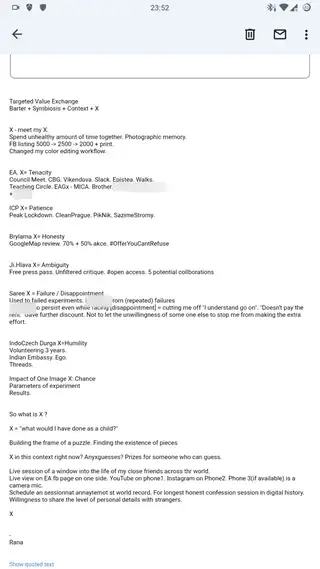 23:52
Targeted Value Exchange
Barter + Symbiosis + Context + X
X - meet my X.
Spend unhealthy amount of time together. Photographic memory.
FB listing 5000 -> 2500 -> 2000 + print.
Changed my color editing workflow.
EA. X= Tenacity
Council Meet. CBG. Vikendova. Slack. Epistea. Walks.
Teaching Circle. EAGx - MICA. Brother
+
ICP X= Patience
Peak Lockdown. CleanPrague. PikNik. SazimeStromy.
Brylama X= Honesty
GoogleMap review. 70% + 50% akce. #OfferYouCantRefuse
Ji.Hlava X= Ambiguity
Free press pass. Unfiltered critique. #open access. 5 potential collborations
Saree X = Failure / Disappointment
Used to failed experiments. from (repeated) failures
to persist even while facing [disappointment] = cutting me off "I understand go on". "Doesn't pay the
rent" Gave further discount. Not to let the unwillingness of some one else to stop me from making the extra
effort.
IndoCzech Durga X=Humility
Volunteering 3 years.
Indian Embassy. Ego.
Threads.
Impact of One Image X: Chance
Parameters of experiment
Results.
So what is X ?
X = "what would I have done as a child?"
Building the frame of a puzzle. Finding the existence of pieces
X in this context right now? Anyxguesses? Prizes for someone who can guess.
Live session of a window into the life of my close friends across thr world.
Live view on EA fb page on one side. YouTube on phone1. Instagram on Phone2. Phone 3(if available) is a
camera mic.
Schedule an sessionnat annaytemot st world record. For longest honest confession session in digital history.
Willingness to share the level of personal details with strangers.
X
-
Rana
Show quoted text